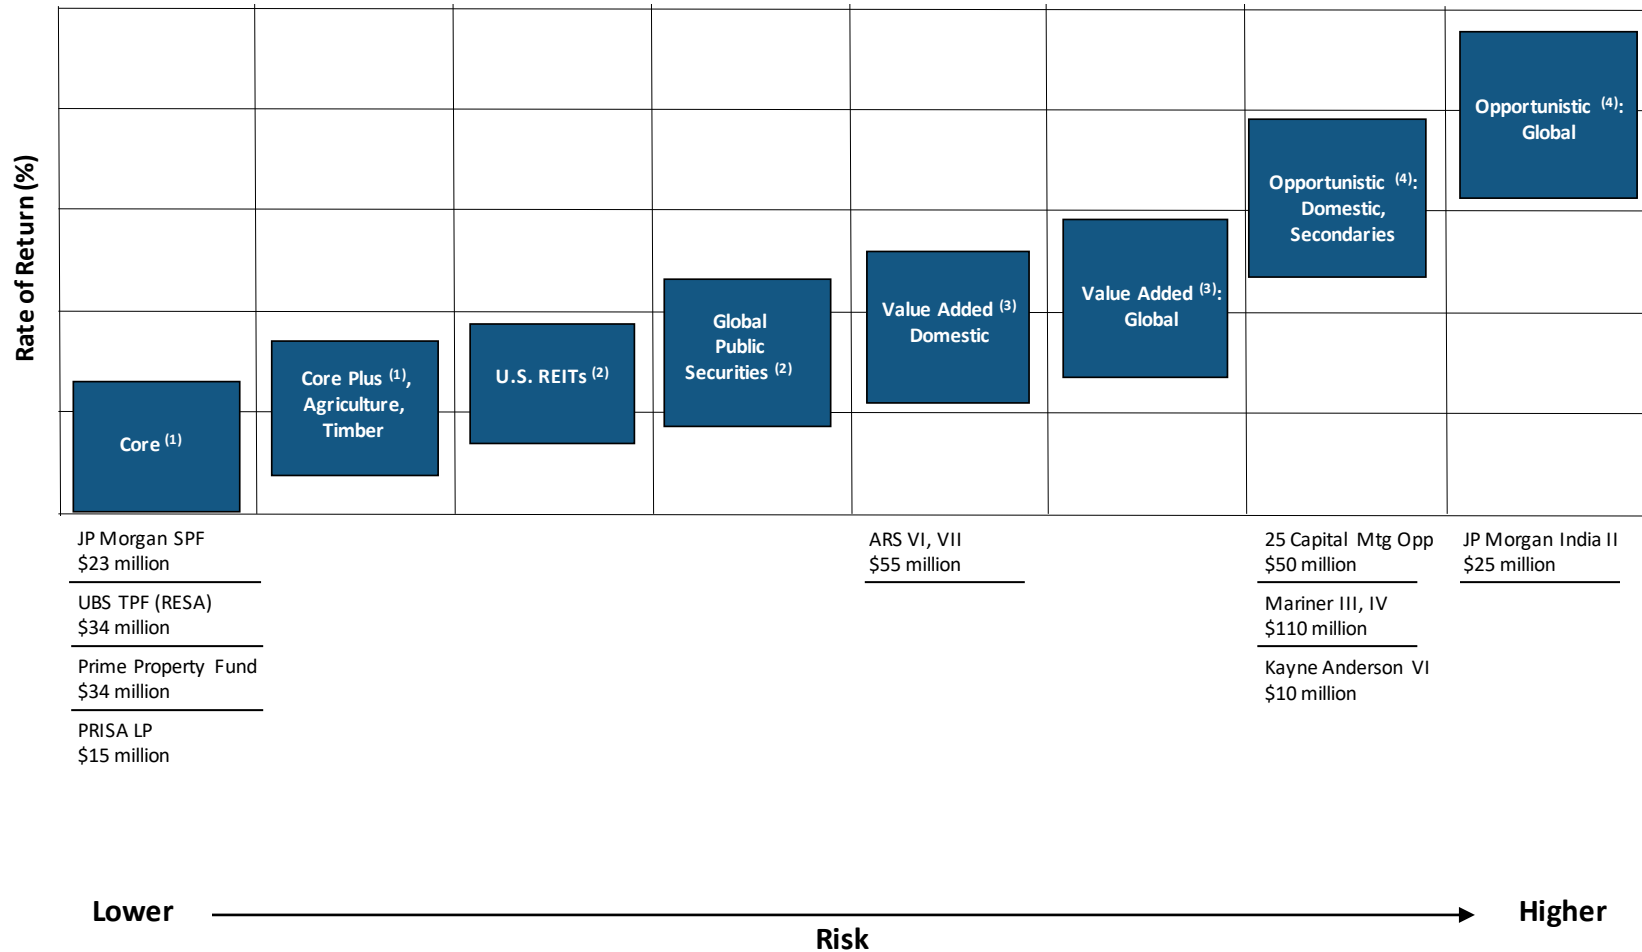 Rate of Return (%)
Core (1)
Core Plus (1),
Agriculture,
Timber
U.S. REITs (2)
Global
Public
Securities (2)
Value Added (3)
Domestic
Value Added (3):
Global
Opportunistic (4):
Domestic,
Secondaries
Opportunistic (4):
Global
JP Morgan SPF
$23 million
UBS TPF (RESA)
$34 million
Prime Property Fund
$34 million
PRISA LP
$15 million
ARS VI, VII
$55 million
25 Capital Mtg Opp
$50 million
Mariner III, IV
$110 million
Kayne Anderson VI
$10 million
JP Morgan India II
$25 million
Lower
Risk
Higher